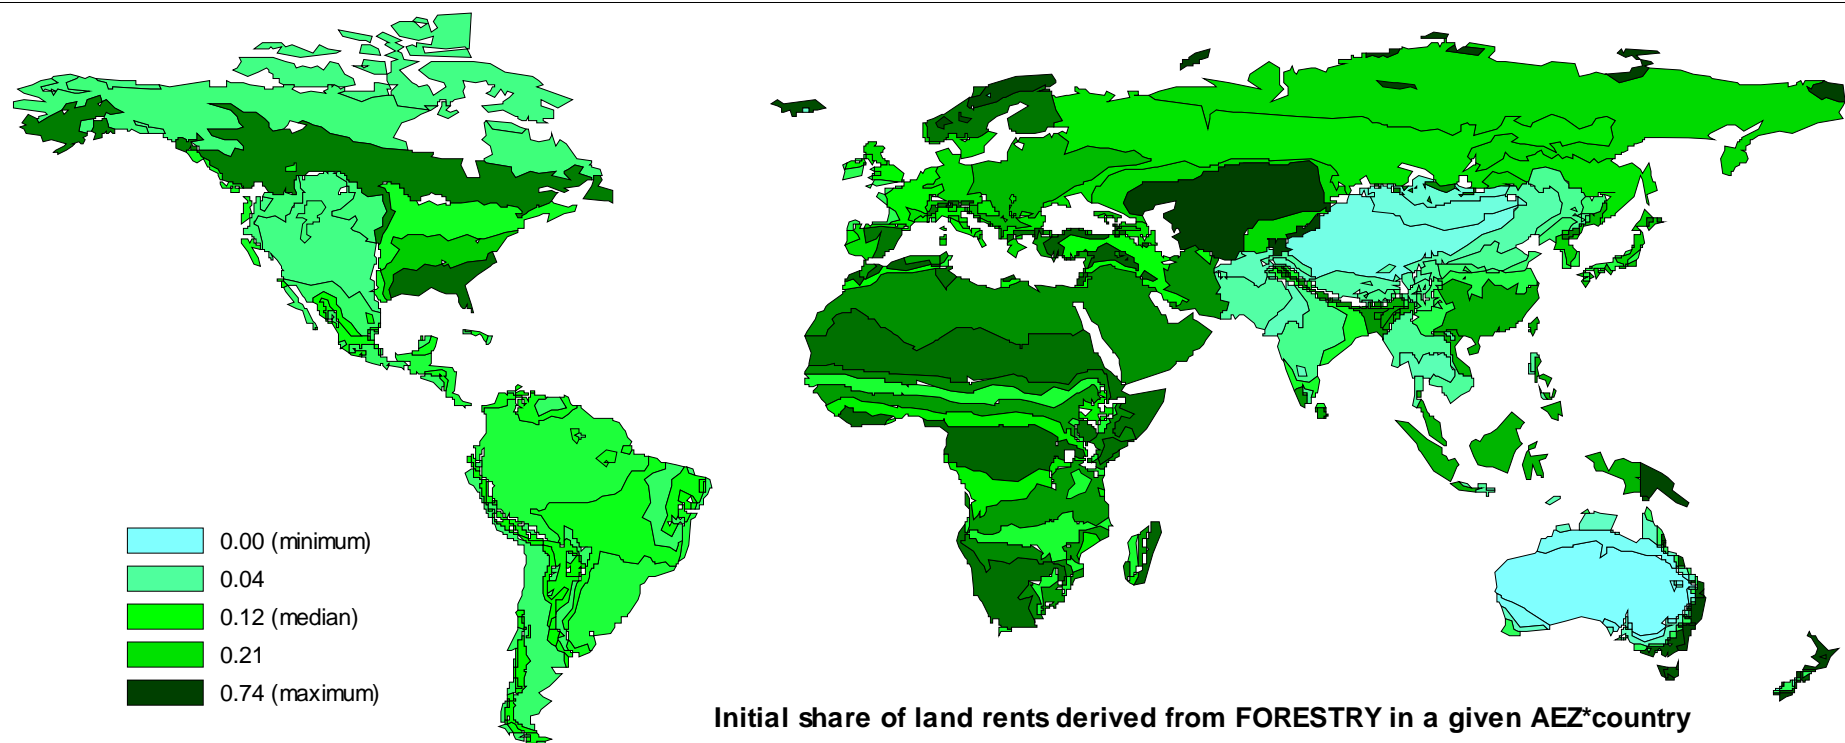 0.00 (minimum)
0.04
0.12 (median)
0.21
0.74 (maximum)
Initial share of land rents derived from FORESTRY in a given AEZ*country